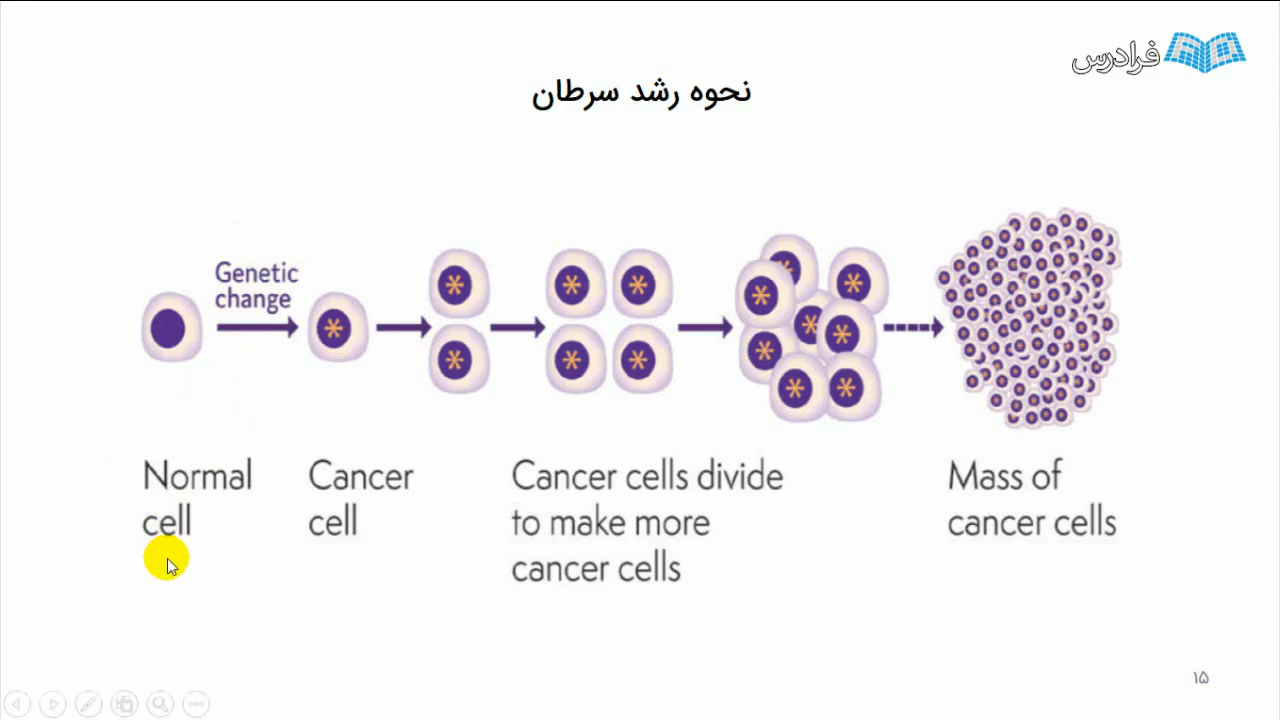 فرادرس
نحوه رشد سرطان
Genetic
change
Normal
cell
Cancer
cell
Cancer cells divide
to make more
cancer cells
Mass of
cancer cells
۱۵